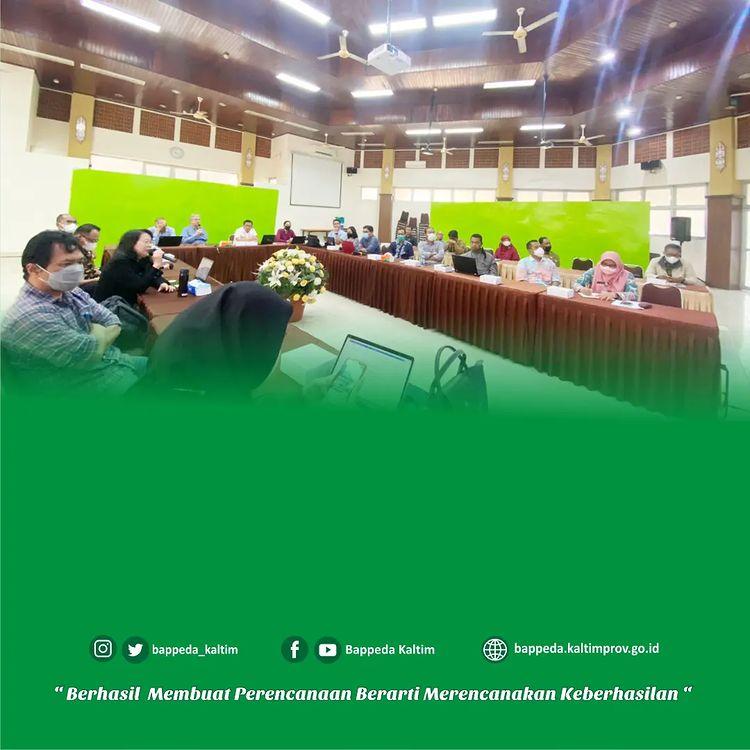 bappeda_kaltim
Bappeda Kaltim
bappeda.kaltimprov.go.id
“ Berhasil Membuat Perencanaan Berarti Merencanakan Keberhasilan “